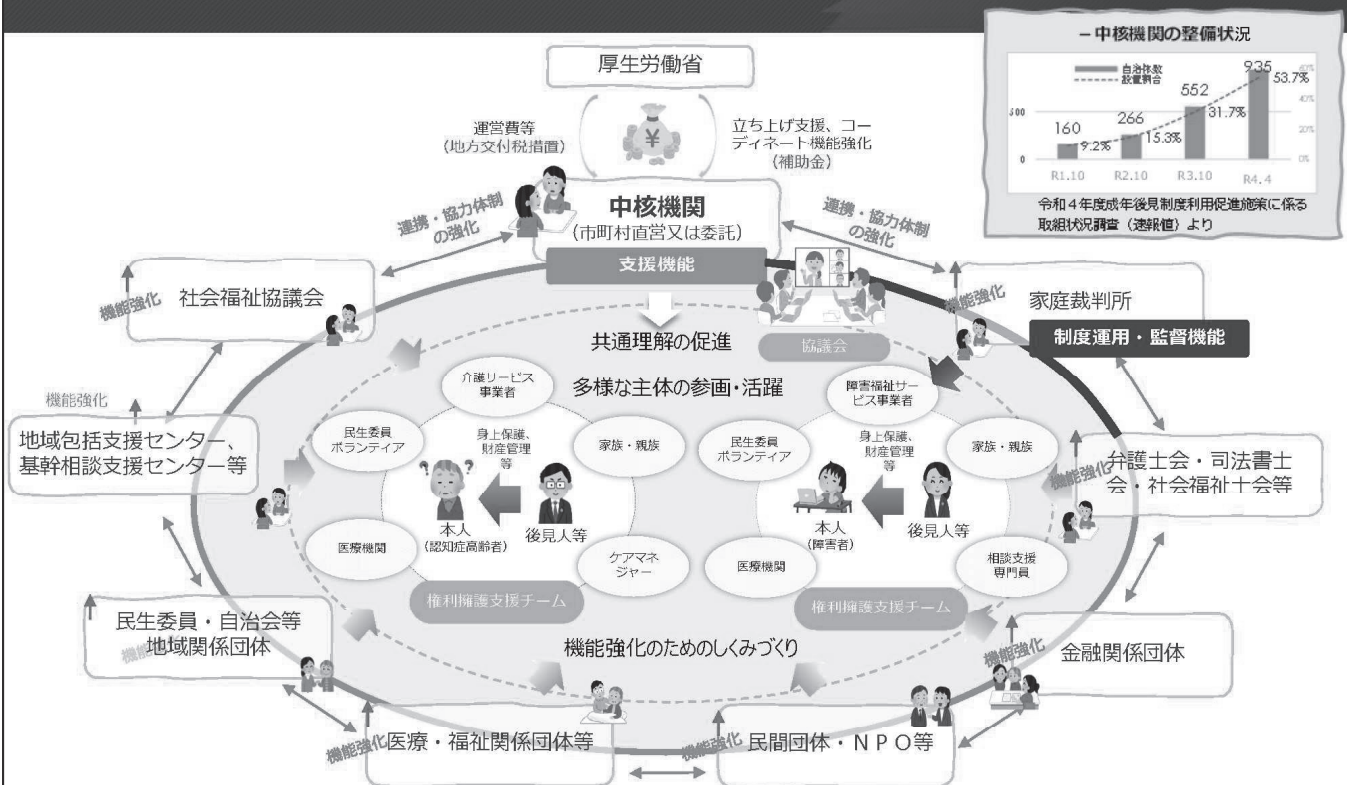 厚生労働省
運営費等
(地方交付税措置)
¥
立ち上げ支援、コー
ディネート機能強化
(補助金)
－中核機関の整備状況
自治体数
設置割合
500
0
160
266
552
935
9.2%
15.3%
31.7%
53.7%
60%
40%
20%
0%
R1.10
R2.10
R3.10
R4.4
令和４年度成年後見制度利用促進施策に係る
取組状況調査（速報値）より
中核機関
(市町村直営又は委託)
支援機能
連携・協力体制
の強化
連携・協力体制
の強化
機能強化
社会福祉協議会
機能強化
家庭裁判所
制度運用・監督機能
共通理解の促進
協議会
多様な主体の参画・活躍
機能強化
地域包括支援センター、
基幹相談支援センター等
介護リービス
事業者
民生委員
ボランティア
家族・親族
身上保護、
財産管理
等
? ?
本人
(認知症高齢者)
後見人等
医療機関
ケアマネ
ジャー
権利擁護支援チーム
障害福祉サー
ビス事業者
民生委員
ボランティア
家族・親族
身上保護、
財産管理
等
本人
(障害者)
後見人等
医療機関
相談支援
専門員
権利擁護支援チーム
機能強化
弁護士会・司法書士
会・社会福祉士会等
民生委員・自治会等
地域関係団体
機能強化
機能強化のためのしくみづくり
機能強化
金融関係団体
機能強化
医療・福祉関係団体等
機能強化
民間団体・ＮＰＯ等